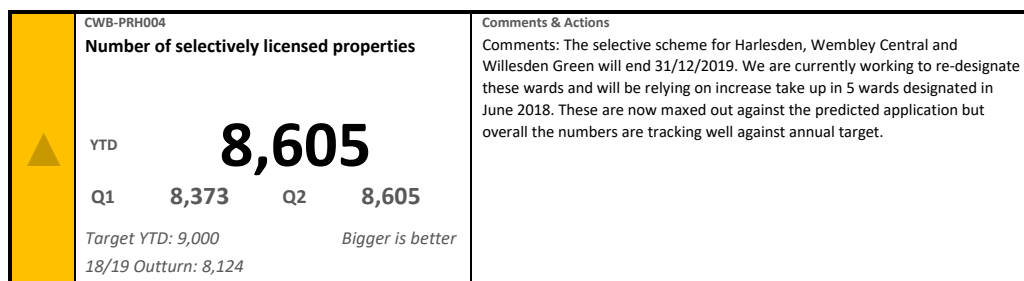 CWB-PRH004
Number of selectively licensed properties
YTD 8,605
Q1 8,373 Q2 8,605
Target YTD: 9,000 Bigger is better
18/19 Outturn: 8,124
Comments & Actions
Comments: The selective scheme for Harlesden, Wembley Central and
Willesden Green will end 31/12/2019. We are currently working to re-designate
these wards and will be relying on increase take up in 5 wards designated in
June 2018. These are now maxed out against the predicted application but
overall the numbers are tracking well against annual target.